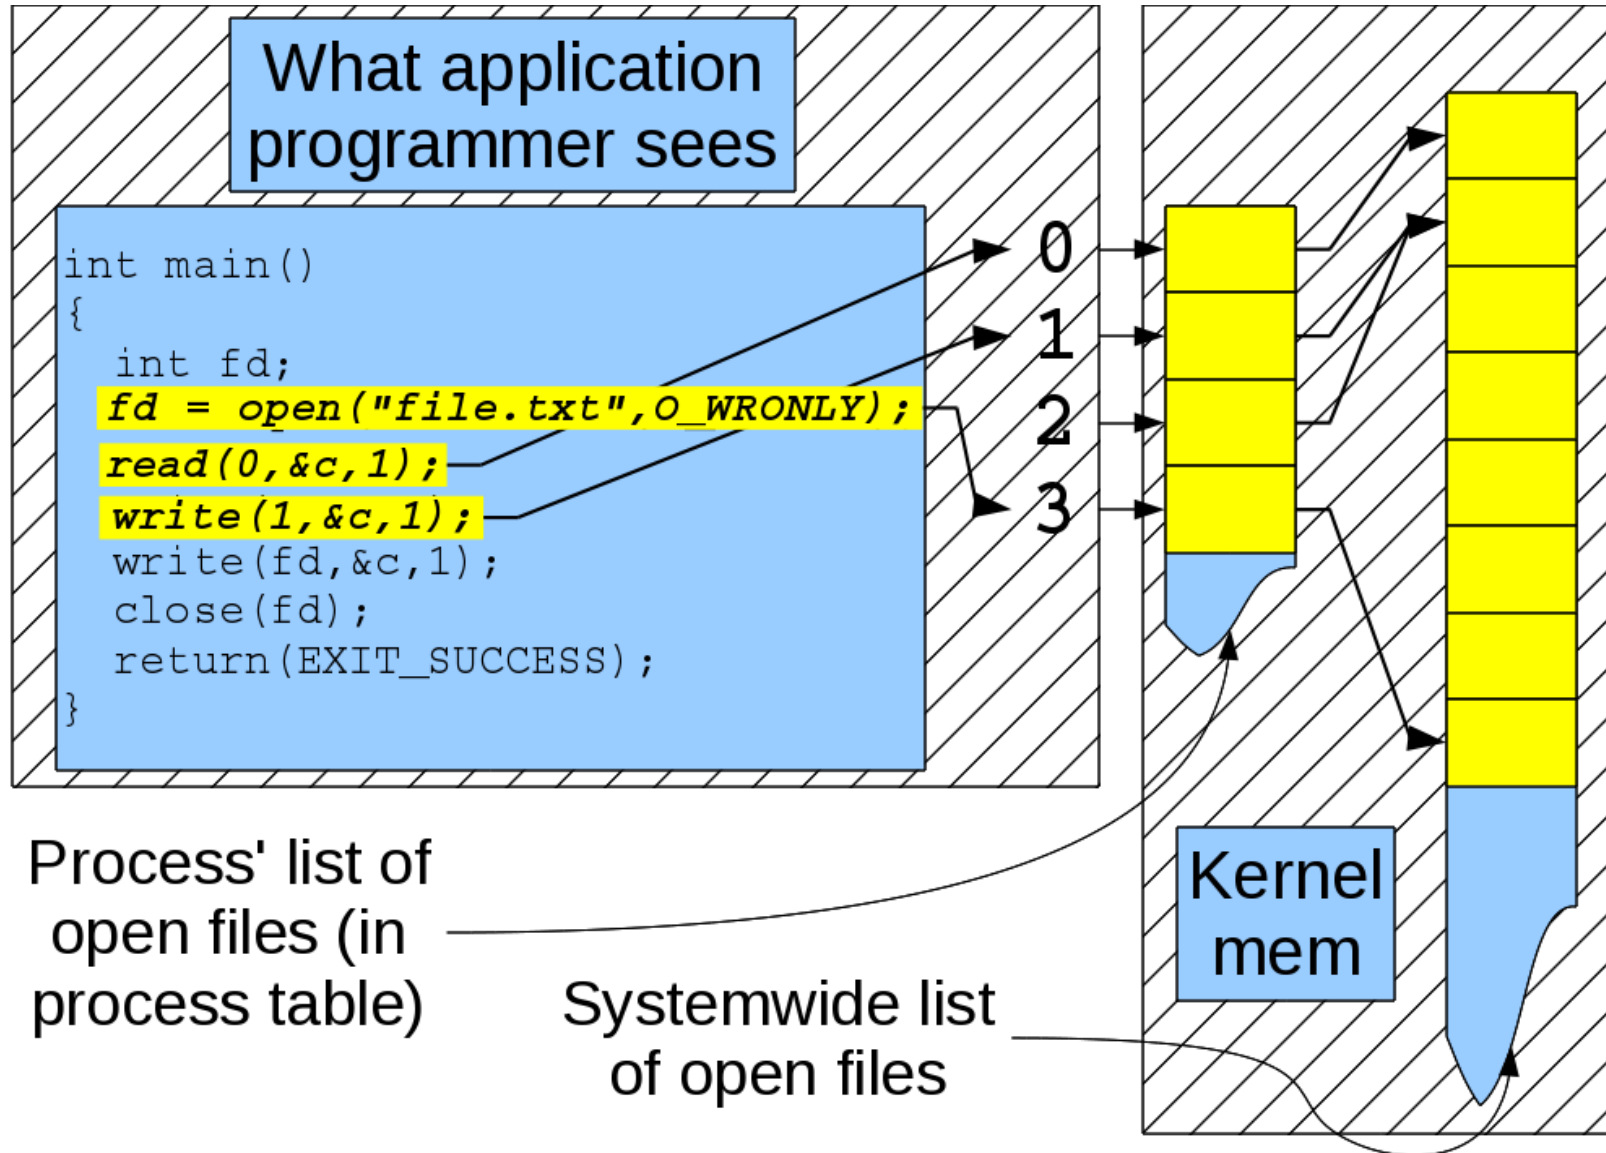 What application
programmer sees
int main()
{
int fd;
fd = open("file.txt",O_WRONLY);
read(0,&c,1);
write(1,&c,1);
write(fd,&c,1);
close(fd);
return(EXIT_SUCCESS);
}
0
1
2
3
Process' list of
open files (in
process table)
Systemwide list
of open files
Kernel
mem